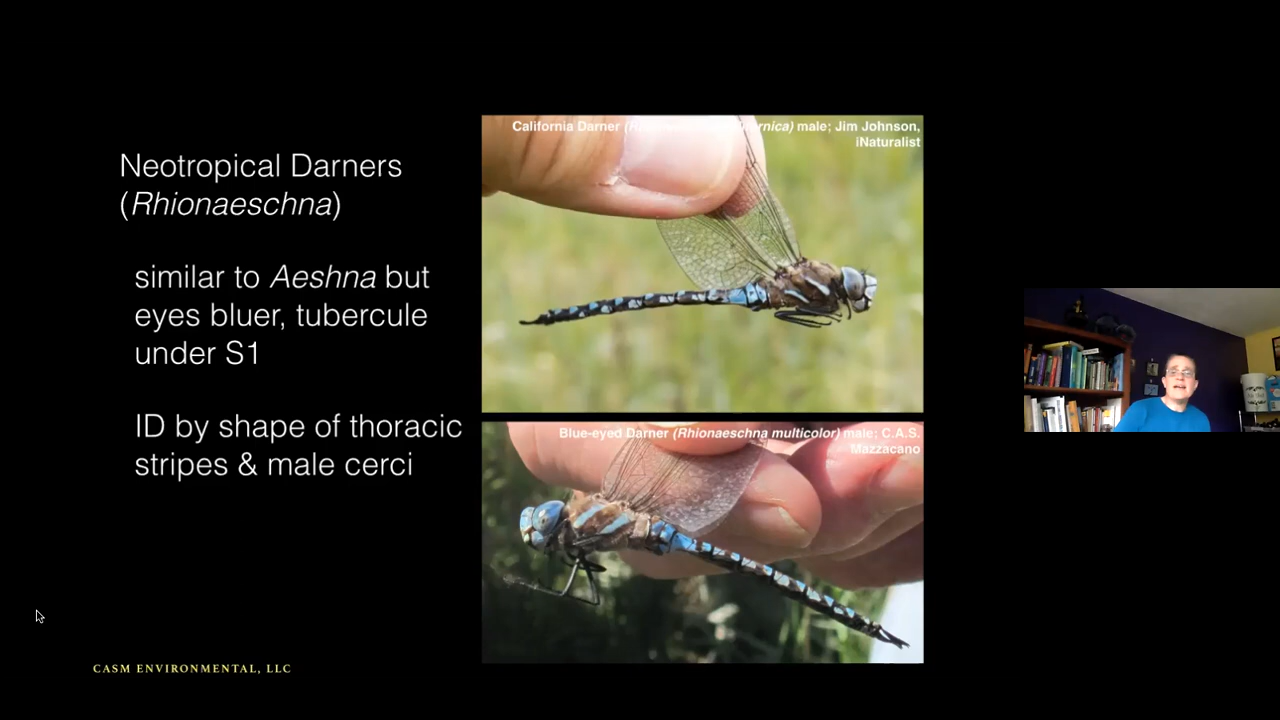 Neotropical Darners
(Rhionaeschna)
similar to Aeshna but
eyes bluer, tubercule
under S1
ID by shape of thoracic
stripes & male cerci
California Darner male; Jim Johnson,
iNaturalist
Blue-eyed Darner (Rhionaeschna multicolor) male; C.A.S.
Mazzacano
CASM ENVIRONMENTAL, LLC